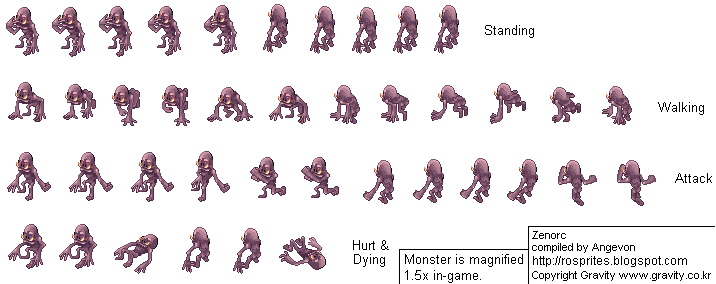 Standing
Walking
Attack
Hurt &
Dying
Monster is magnified
1.5x in-game.
Zenorc
compiled by Angevon
http://rosprites.blogspot.com
Copyright Gravity www.gravity.co.kr